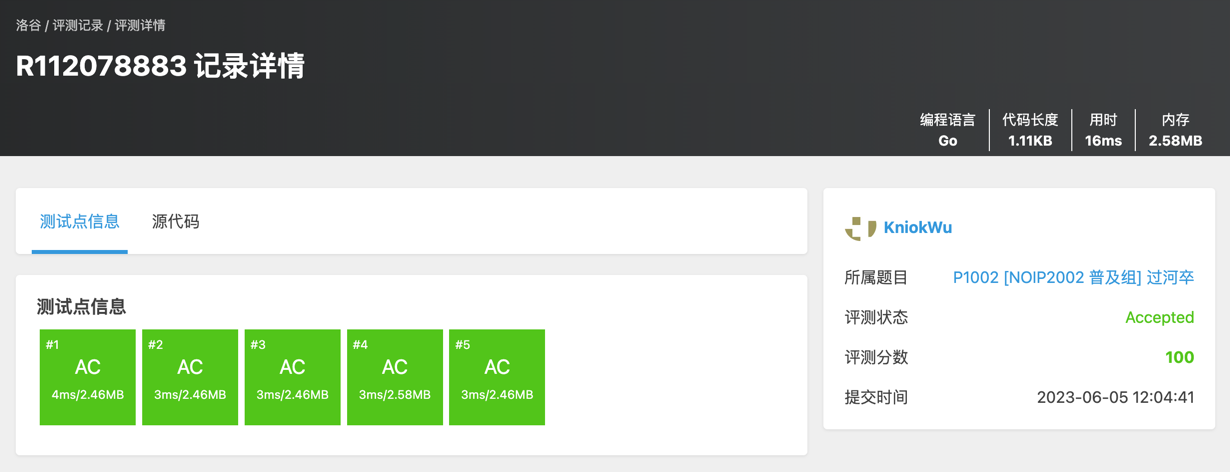 洛谷 / 评测记录 / 评测详情
R112078883 记录详情
编程语言 代码长度 用时 内存
Go 1.11KB 16ms 2.58MB
测试点信息 源代码
测试点信息
#1 #2 #3 #4 #5
AC AC AC AC AC
4ms/2.46MB 3ms/2.46MB 3ms/2.46MB 3ms/2.58MB 3ms/2.46MB
KniokWu
所属题目 P1002 [NOIP2002 普及组] 过河卒
评测状态 Accepted
评测分数 100
提交时间 2023-06-05 12:04:41